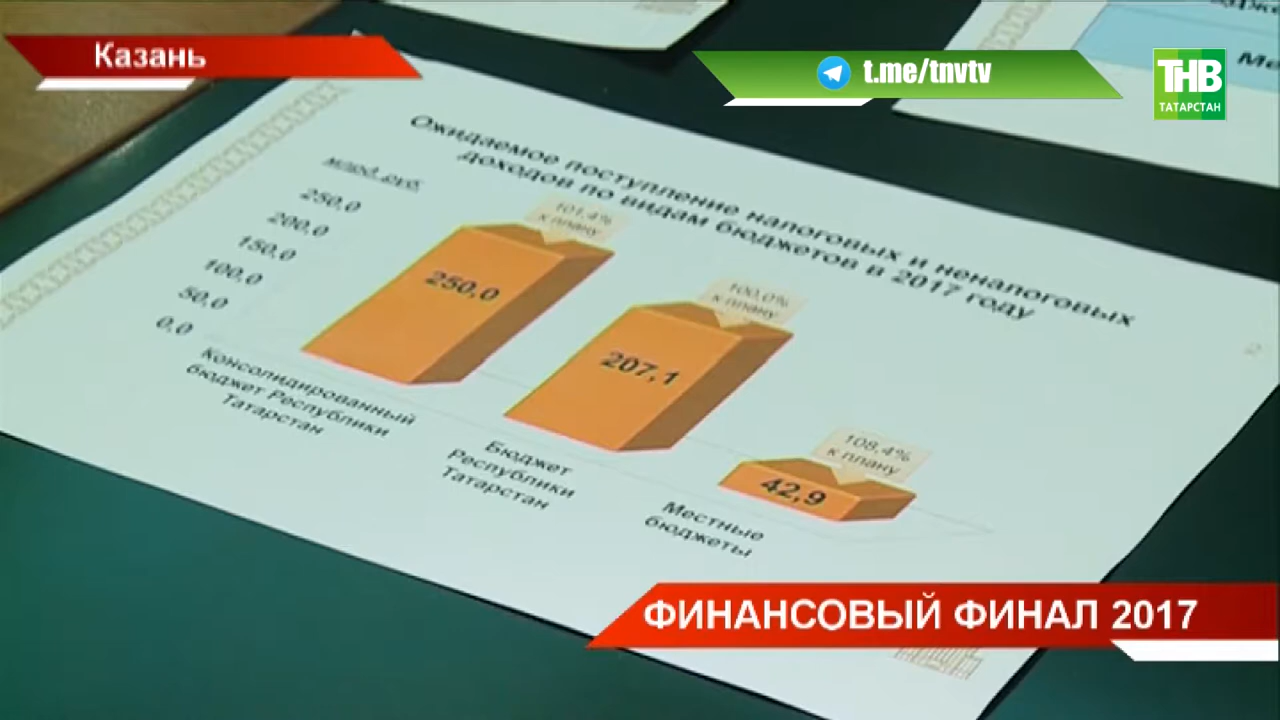 Казань
t.me/tnvtv
ТНВ
ТАТАРСТАН
Ожидаемое поступление налоговых и неналоговых
доходов по видам бюджетов в 2017 году
млрд. руб.
250,0
200,0
150,0
100,0
50,0
0,0
101,4%
к плану
250,0
100,0%
к плану
207,1
108,4%
к плану
42,9
Консолидированный
бюджет Республики
Татарстан
Бюджет
Республики
Татарстан
Местные
бюджеты
ФИНАНСОВЫЙ ФИНАЛ 2017